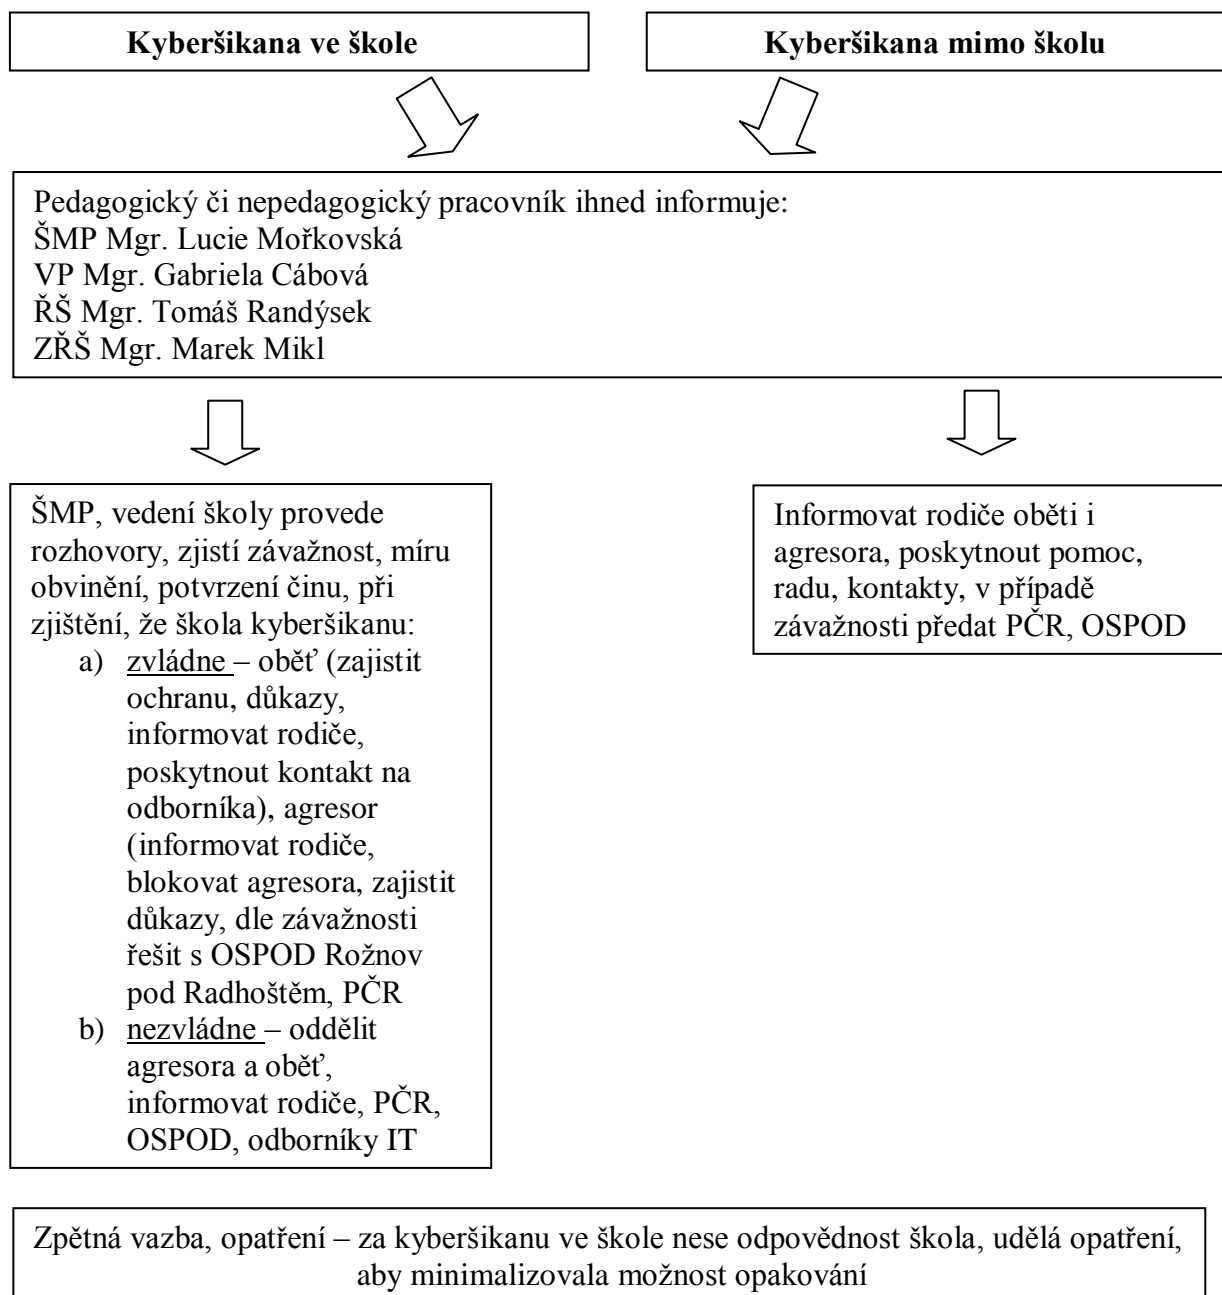 Kyberšikana ve škole
Kyberšikana mimo školu
Pedagogický či nepedagogický pracovník ihned informuje:
ŠMP Mgr. Lucie Mořkovská
VP Mgr. Gabriela Cábová
ŘŠ Mgr. Tomáš Randýsek
ZŘŠ Mgr. Marek Mikl
ŠMP, vedení školy provede
rozhovory, zjistí závažnost, míru
obvinění, potvrzení činu, při
zjištění, že škola kyberšikanu:
a) zvládne – oběť (zajistit
ochranu, důkazy,
informovat rodiče,
poskytnout kontakt na
odborníka), agresor
(informovat rodiče,
blokovat agresora, zajistit
důkazy, dle závažnosti
řešit s OSPOD Rožnov
pod Radhoštěm, PČR
b) nezvládne – oddělit
agresora a oběť,
informovat rodiče, PČR,
OSPOD, odborníky IT
Informovat rodiče oběti i
agresora, poskytnout pomoc,
radu, kontakty, v případě
závažnosti předat PČR, OSPOD
Zpětná vazba, opatření – za kyberšikanu ve škole nese odpovědnost škola, udělá opatření,
aby minimalizovala možnost opakování